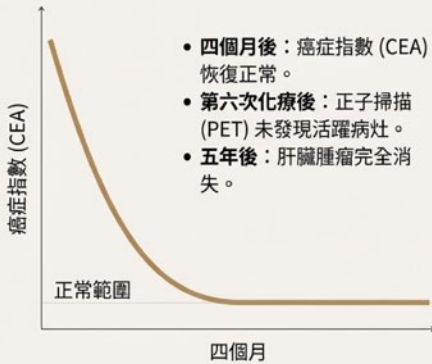 • 四個月後：癌症指數 (CEA)
恢復正常。
• 第六次化療後：正子掃描
(PET) 未發現活躍病灶。
• 五年後：肝臟腫瘤完全消
失。
癌症指數 (CEA)
正常範圍
四個月